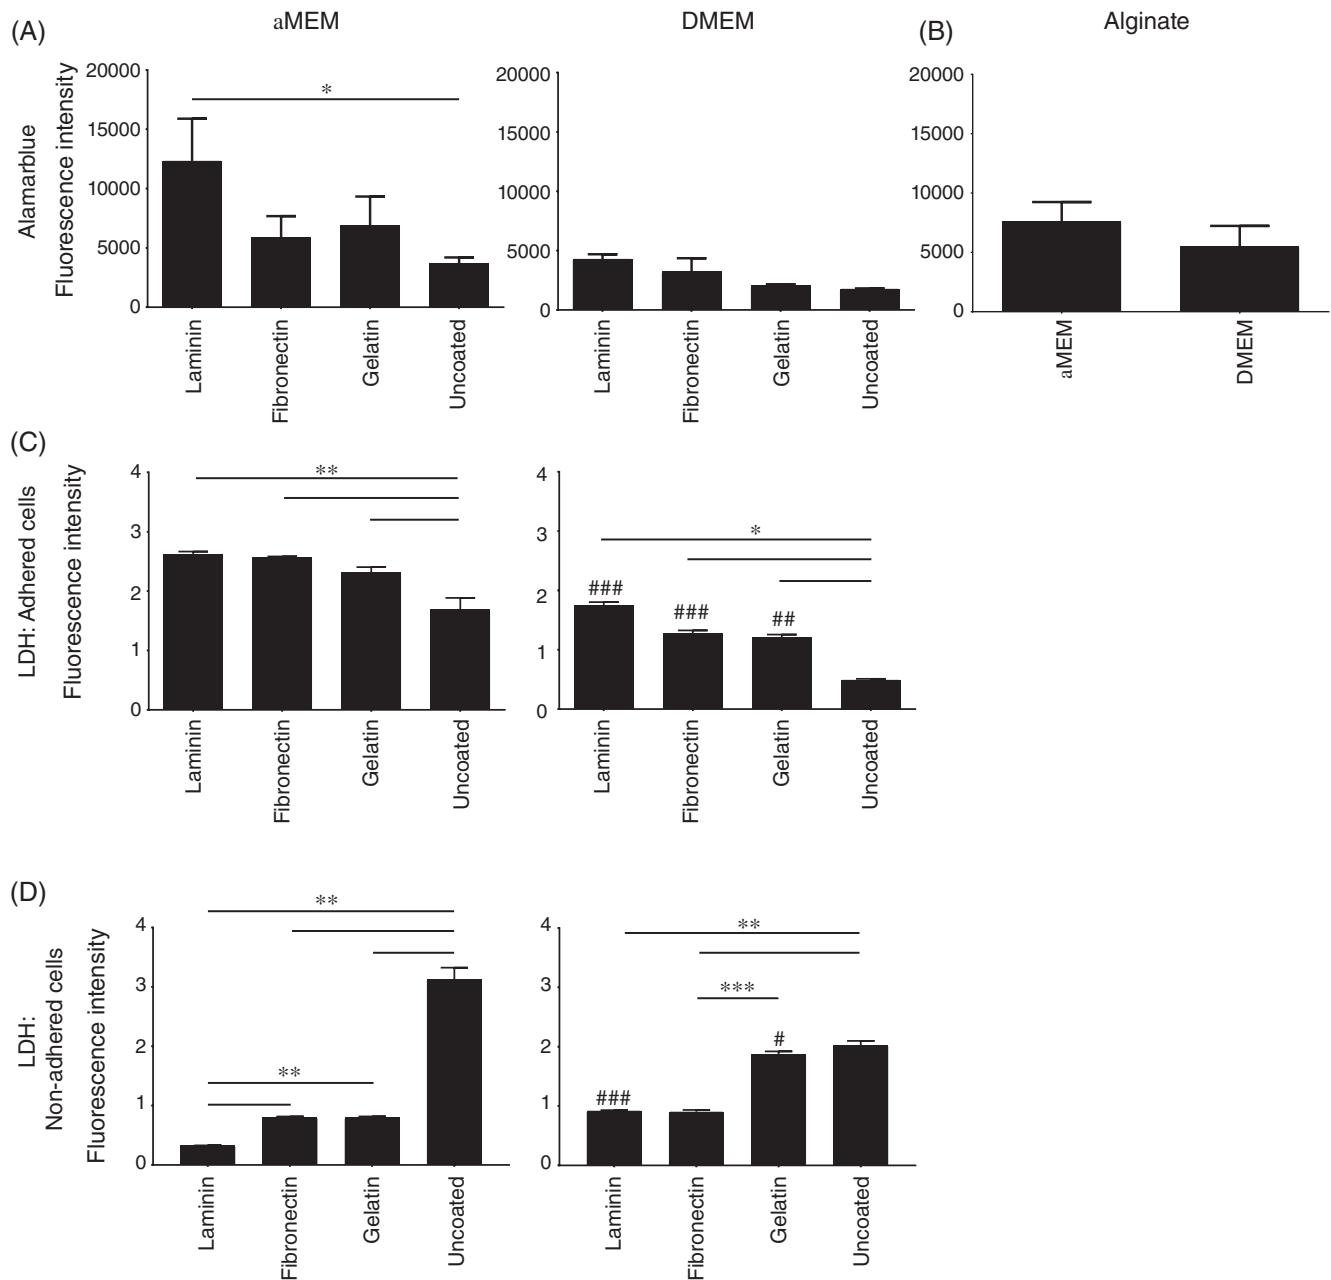 (A)
aMEM
DMEM
(B)
Alginate
Alamarblue
Fluorescence intensity
20000
15000
10000
5000
0
*
Laminin
Fibronectin
Gelatin
Uncoated
20000
15000
10000
5000
0
Laminin
Fibronectin
Gelatin
Uncoated
20000
15000
10000
5000
0
aMEM
DMEM
(C)
LDH: Adhered cells
Fluorescence intensity
4
3
2
1
0
**
Laminin
Fibronectin
Gelatin
Uncoated
4
3
2
1
0
*
###
###
##
Laminin
Fibronectin
Gelatin
Uncoated
(D)
LDH:
Non-adhered cells
Fluorescence intensity
4
3
2
1
0
**
**
Laminin
Fibronectin
Gelatin
Uncoated
4
3
2
1
0
**
***
#
###
Laminin
Fibronectin
Gelatin
Uncoated